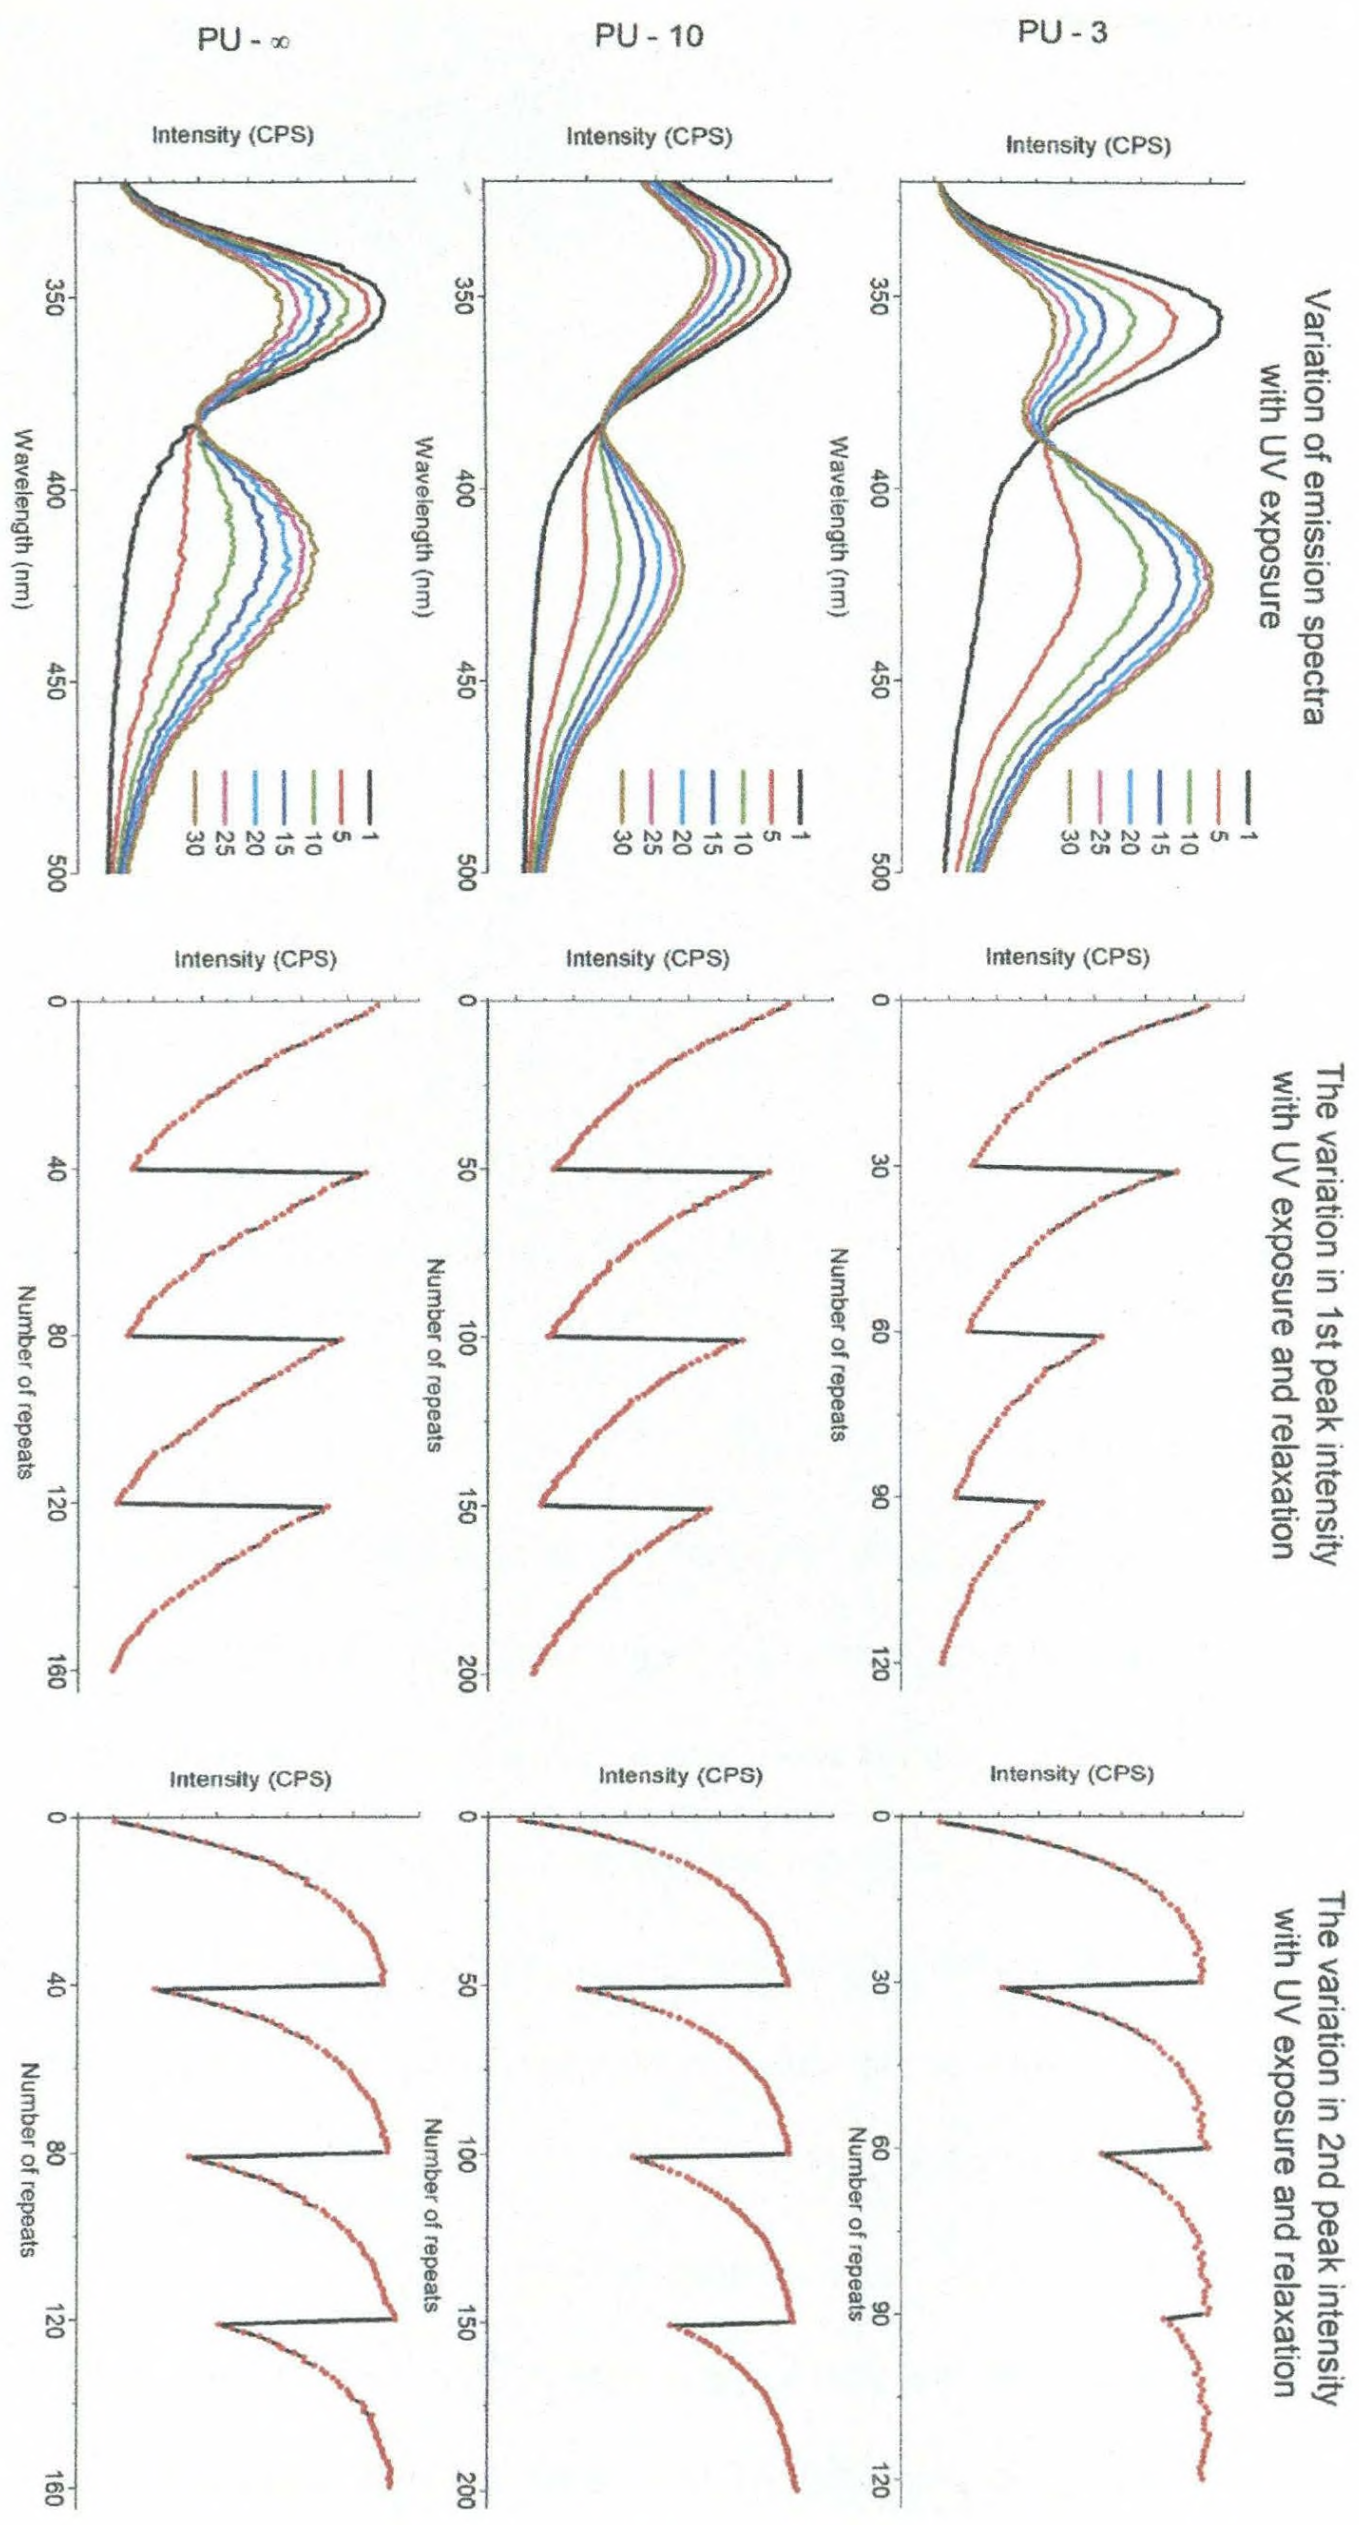 Variation of emission spectra
with UV exposure
The variation in 1st peak intensity
with UV exposure and relaxation
The variation in 2nd peak intensity
with UV exposure and relaxation
PU - 3
Intensity (CPS)
350
400
450
500
Wavelength (nm)
1
5
10
15
20
25
30
Intensity (CPS)
0
30
60
90
120
Number of repeats
Intensity (CPS)
0
30
60
90
120
Number of repeats
PU - 10
Intensity (CPS)
350
400
450
500
Wavelength (nm)
1
5
10
15
20
25
30
Intensity (CPS)
0
50
100
150
200
Number of repeats
Intensity (CPS)
0
50
100
150
200
Number of repeats
PU - ∞
Intensity (CPS)
350
400
450
500
Wavelength (nm)
1
5
10
15
20
25
30
Intensity (CPS)
0
40
80
120
160
Number of repeats
Intensity (CPS)
0
40
80
120
160
Number of repeats